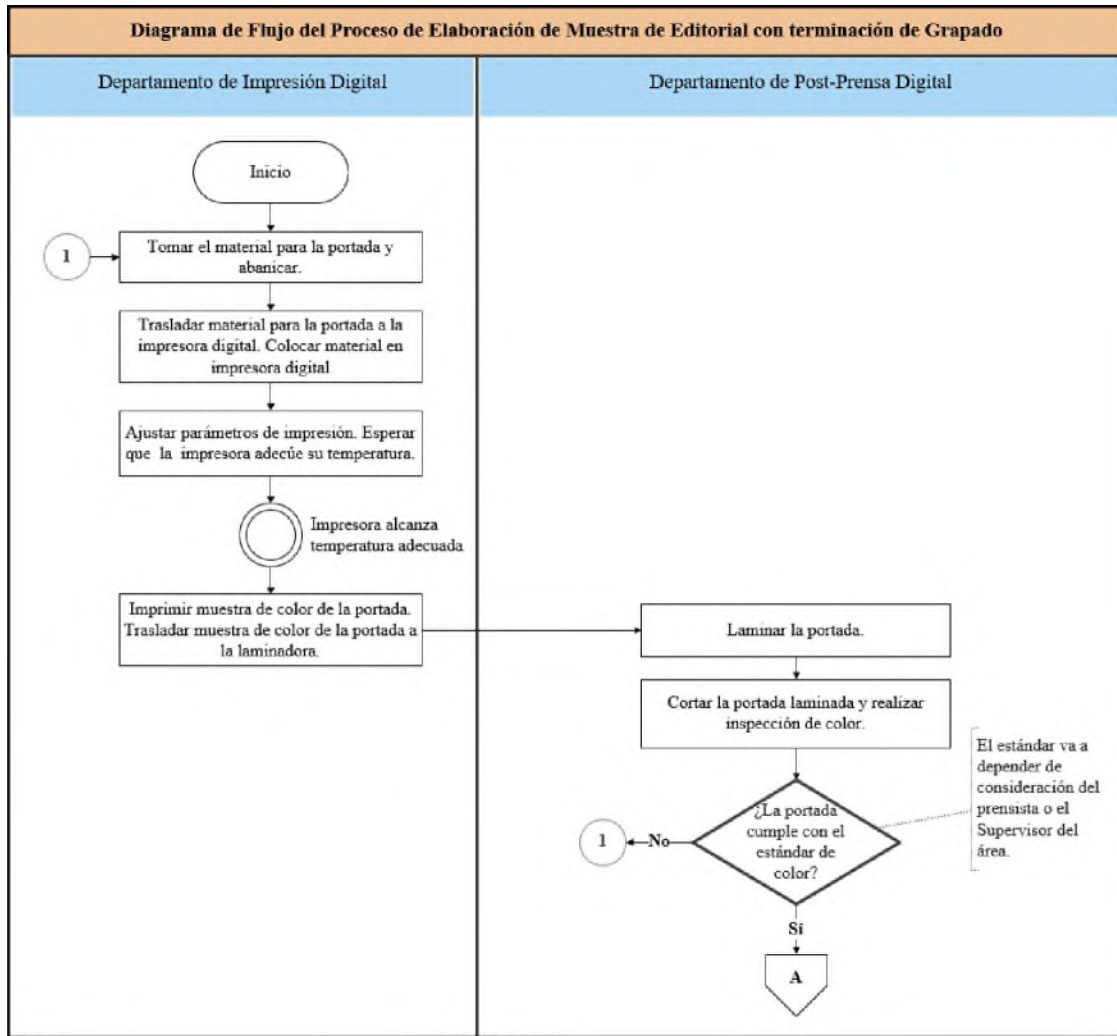 Diagrama de Flujo del Proceso de Elaboración de Muestra de Editorial con terminación de Grapado
Departamento de Impresión Digital
Departamento de Post-Prensa Digital
Inicio
1
Tomar el material para la portada y
abanicar.
Trasladar material para la portada a la
impresora digital. Colocar material en
impresora digital
Ajustar parámetros de impresión. Esperar
que la impresora adecúe su temperatura.
Impresora alcanza
temperatura adecuada
Imprimir muestra de color de la portada.
Trasladar muestra de color de la portada a
la laminadora.
Laminar la portada.
Cortar la portada laminada y realizar
inspección de color.
El estándar va a
depender de
consideración del
prensista o el
Supervisor del
área.
¿La portada
cumple con el
estándar de
color?
No
1
Sí
A